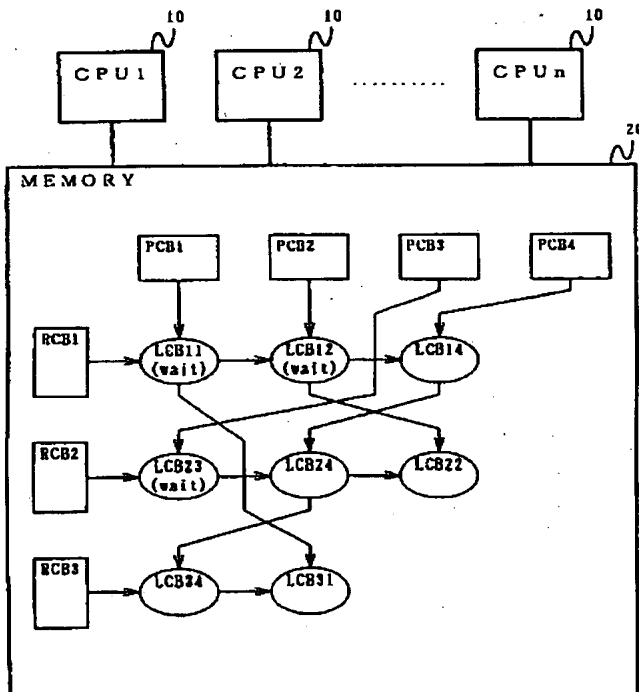 10 10 10
CPU1 CPU2 ........ CPUn
20
MEMORY
PCB1 PCB2 PCB3 PCB4
RCB1 LCB11 LCB12 LCB14
(wait) (wait)
RCB2 LCB23 LCB24 LCB22
(wait)
RCB3 LCB34 LCB31